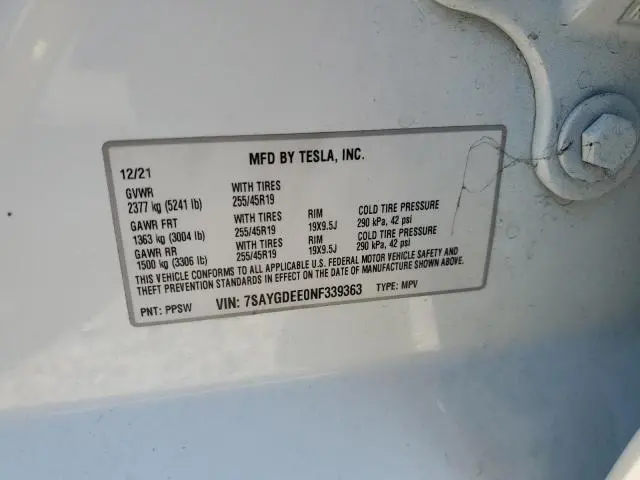 MFD BY TESLA, INC.
12/21
GVWR WITH TIRES
2377 kg (5241 lb) 255/45R19
GAWR FRT WITH TIRES RIM COLD TIRE PRESSURE
1363 kg (3004 lb) 255/45R19 19X9.5J 290 kPa, 42 psi
GAWR RR WITH TIRES RIM COLD TIRE PRESSURE
1500 kg (3306 lb) 255/45R19 19X9.5J 290 kPa, 42 psi
THIS VEHICLE CONFORMS TO ALL APPLICABLE U.S. FEDERAL MOTOR VEHICLE SAFETY AND
THEFT PREVENTION STANDARDS IN EFFECT ON THE DATE OF MANUFACTURE SHOWN ABOVE.
PNT: PPSW VIN: 7SAYGDEE0NF339363 TYPE: MPV